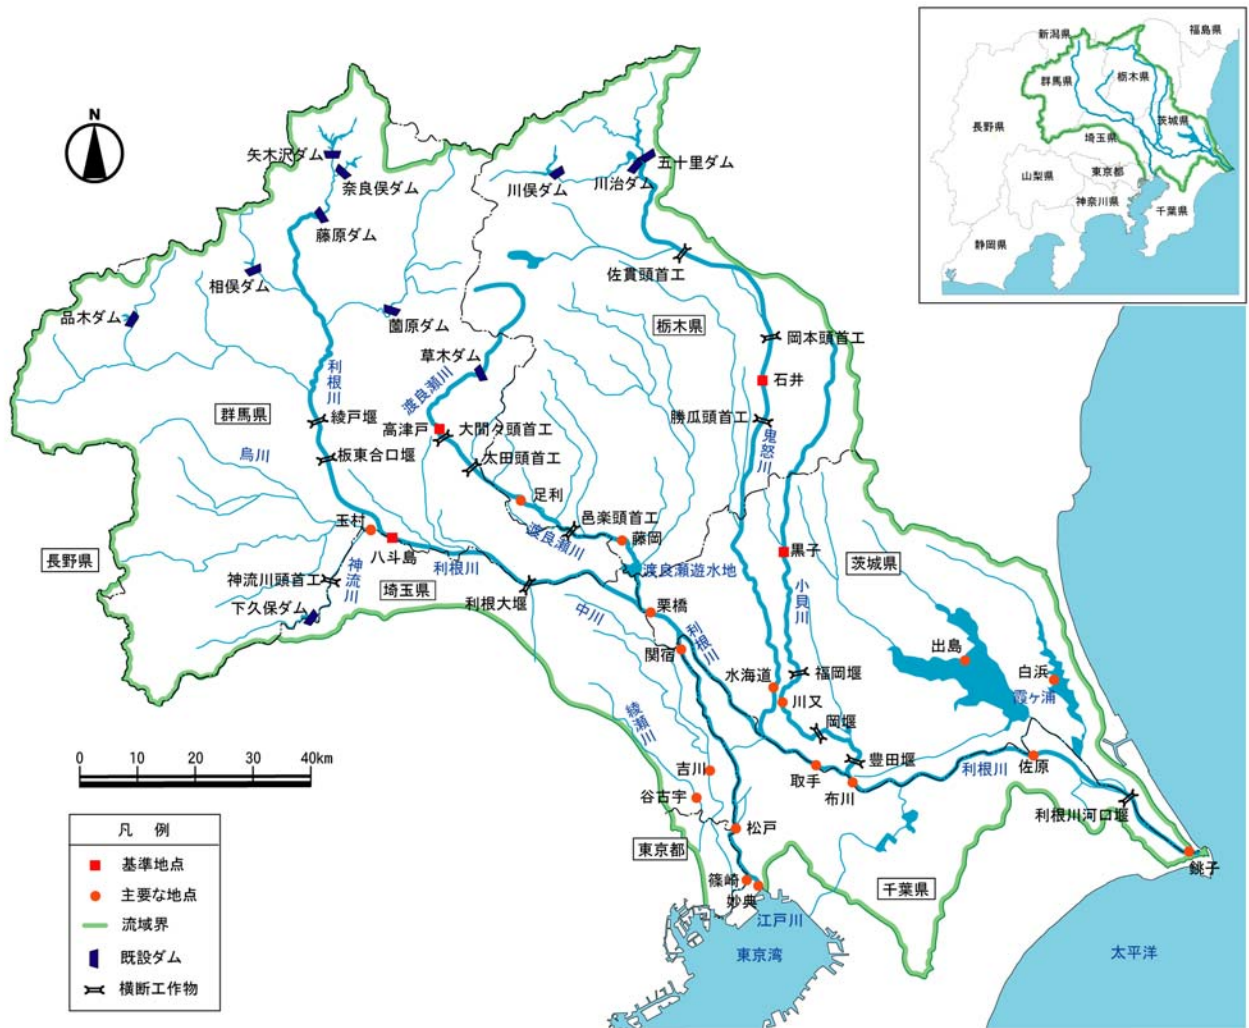 新潟県
福島県
群馬県
栃木県
長野県
茨城県
埼玉県
山梨県
東京都
神奈川県
千葉県
静岡県
N
矢木沢ダム
奈良俣ダム
藤原ダム
相俣ダム
品木ダム
薗原ダム
草木ダム
川俣ダム
川治ダム
五十里ダム
佐貫頭首工
栃木県
岡本頭首工
石井
勝瓜頭首工
鬼怒川
利根川
渡良瀬川
群馬県
綾戸堰
高津戸
大間々頭首工
烏川
板東合口堰
太田頭首工
足利
邑楽頭首工
渡良瀬川
藤岡
玉村
八斗島
利根川
渡良瀬遊水地
黒子
茨城県
小貝川
長野県
神流川頭首工
神流川
埼玉県
下久保ダム
利根大堰
中川
栗橋
利根川
関宿
水海道
福岡堰
川又
出島
白浜
霞ヶ浦
綾瀬川
岡堰
豊田堰
吉川
取手
布川
利根川
佐原
谷古宇
利根川河口堰
松戸
東京都
銚子
篠崎
妙典
千葉県
江戸川
東京湾
太平洋
0 10 20 30 40km
凡 例
基準地点
主要な地点
流域界
既設ダム
横断工作物